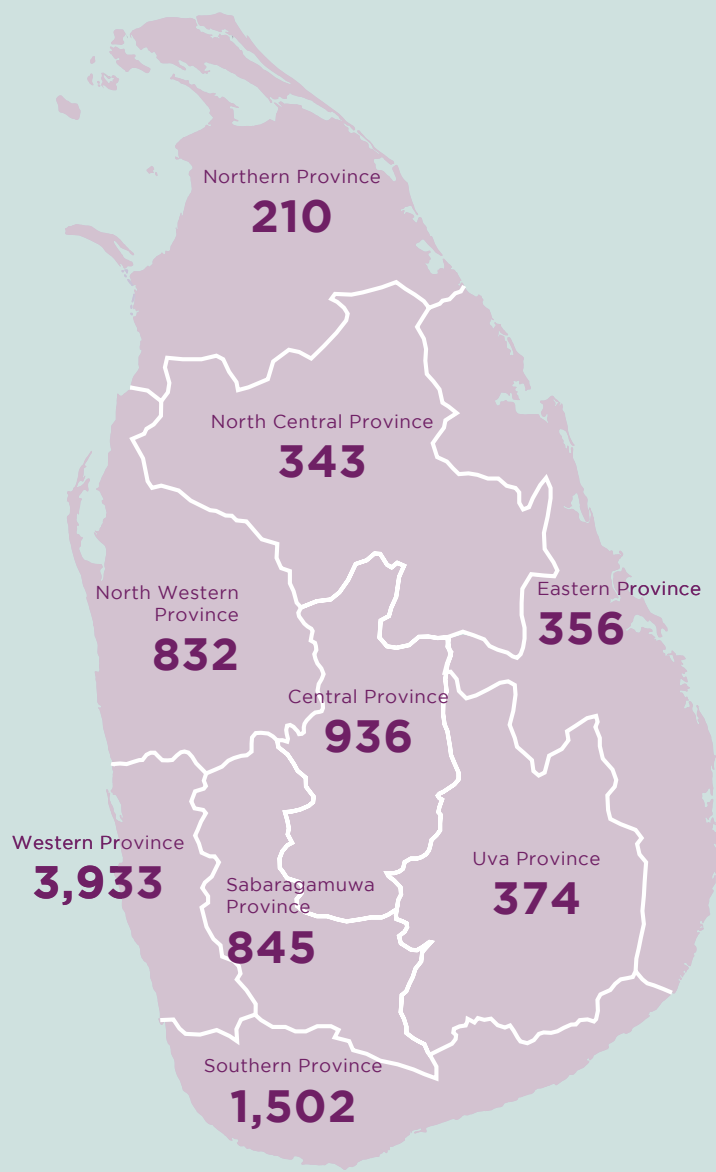 Northern Province
210
North Central Province
343
North Western
Province
832
Eastern Province
356
Central Province
936
Western Province
3,933
Uva Province
374
Sabaragamuwa
Province
845
Southern Province
1,502